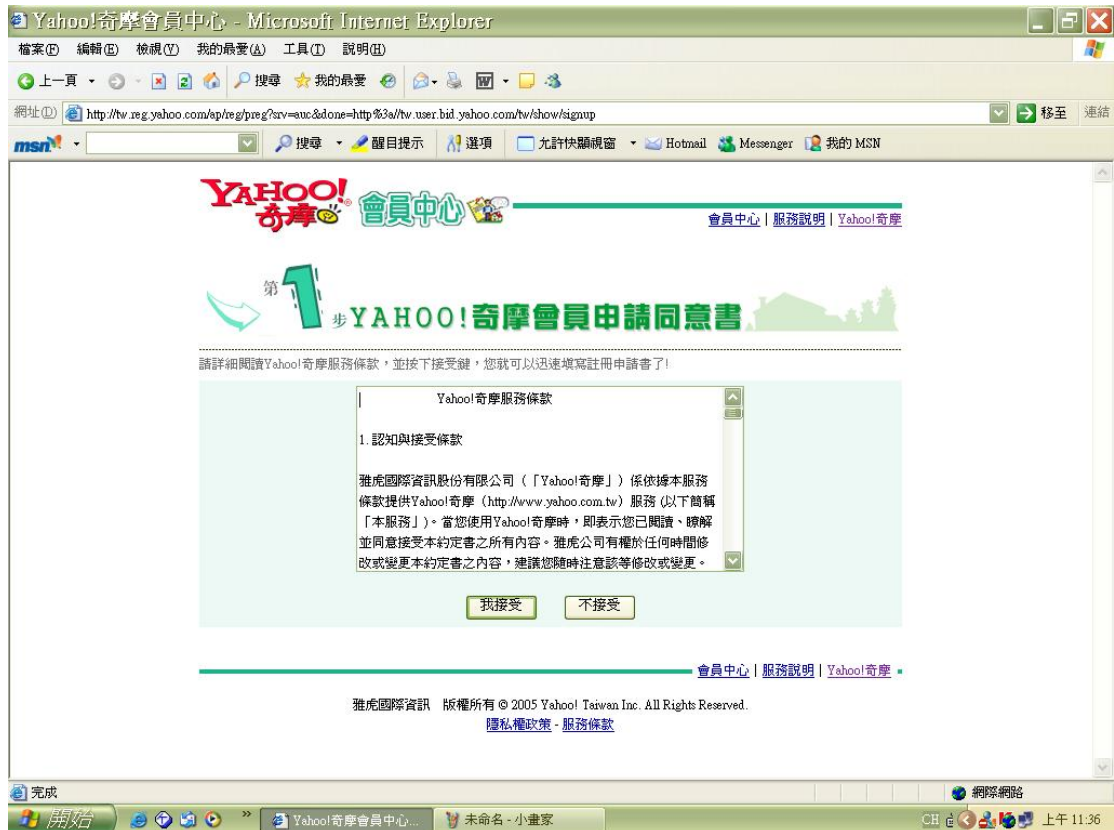 Yahoo!奇摩會員中心 - Microsoft Internet Explorer
檔案(F) 編輯(E) 檢視(V) 我的最愛(A) 工具(T) 說明(H)
上一頁 搜尋 我的最愛
網址(D) http://tw.reg.yahoo.com/ap/reg/preg?srv=auc&done=http%3a//tw.user.bid.yahoo.com/tw/show/signup 移至 連結
msn 搜尋 醒目提示 選項 允許快顯視窗 Hotmail Messenger 我的 MSN
YAHOO!奇摩 會員中心
會員中心 | 服務說明 | Yahoo!奇摩
第1步 YAHOO!奇摩會員申請同意書
請詳細閱讀Yahoo!奇摩服務條款，並按下接受鍵，您就可以迅速填寫註冊申請書了!
Yahoo!奇摩服務條款
1. 認知與接受條款
雅虎國際資訊股份有限公司（「Yahoo!奇摩」）係依據本服務
條款提供Yahoo!奇摩（http://www.yahoo.com.tw）服務 (以下簡稱
「本服務」)。當您使用Yahoo!奇摩時，即表示您已閱讀、瞭解
並同意接受本約定書之所有內容。雅虎公司有權於任何時間修
改或變更本約定書之內容，建議您隨時注意該等修改或變更。
我接受 不接受
會員中心 | 服務說明 | Yahoo!奇摩
雅虎國際資訊 版權所有 © 2005 Yahoo! Taiwan Inc. All Rights Reserved.
隱私權政策 - 服務條款
完成 網際網路
開始 Yahoo!奇摩會員中心... 未命名 - 小畫家 CH 上午 11:36